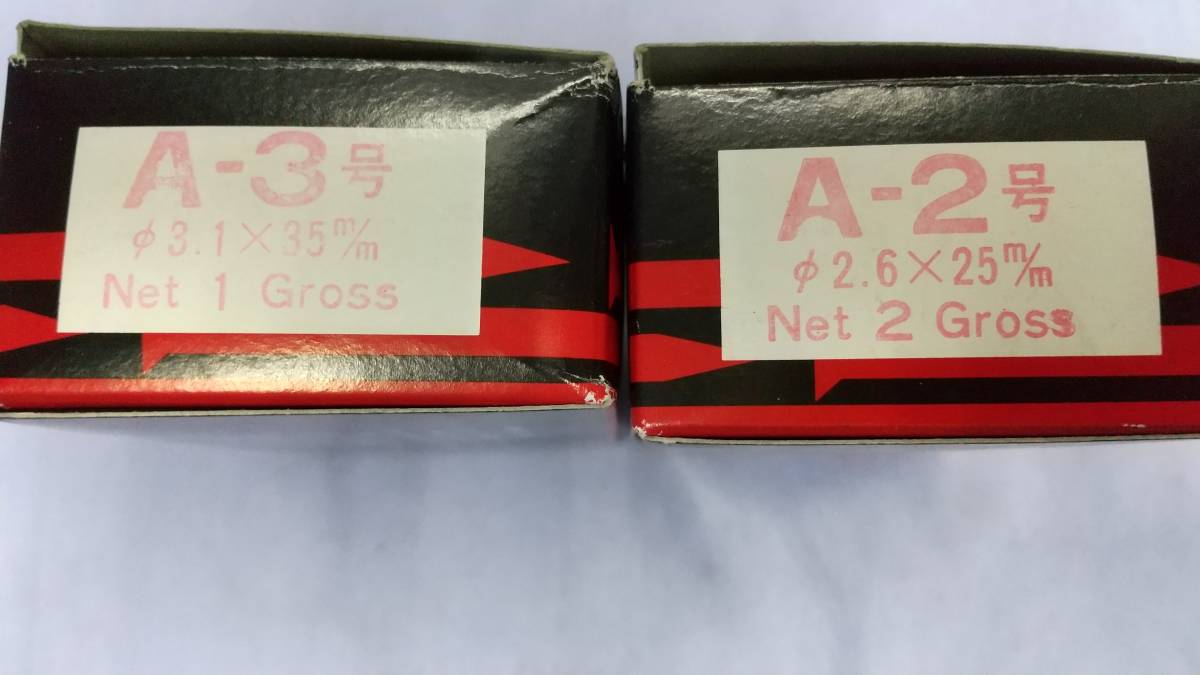 A-3号
φ3.1×35m/m
Net 1 Gross
A-2号
φ2.6×25m/m
Net 2 Gross